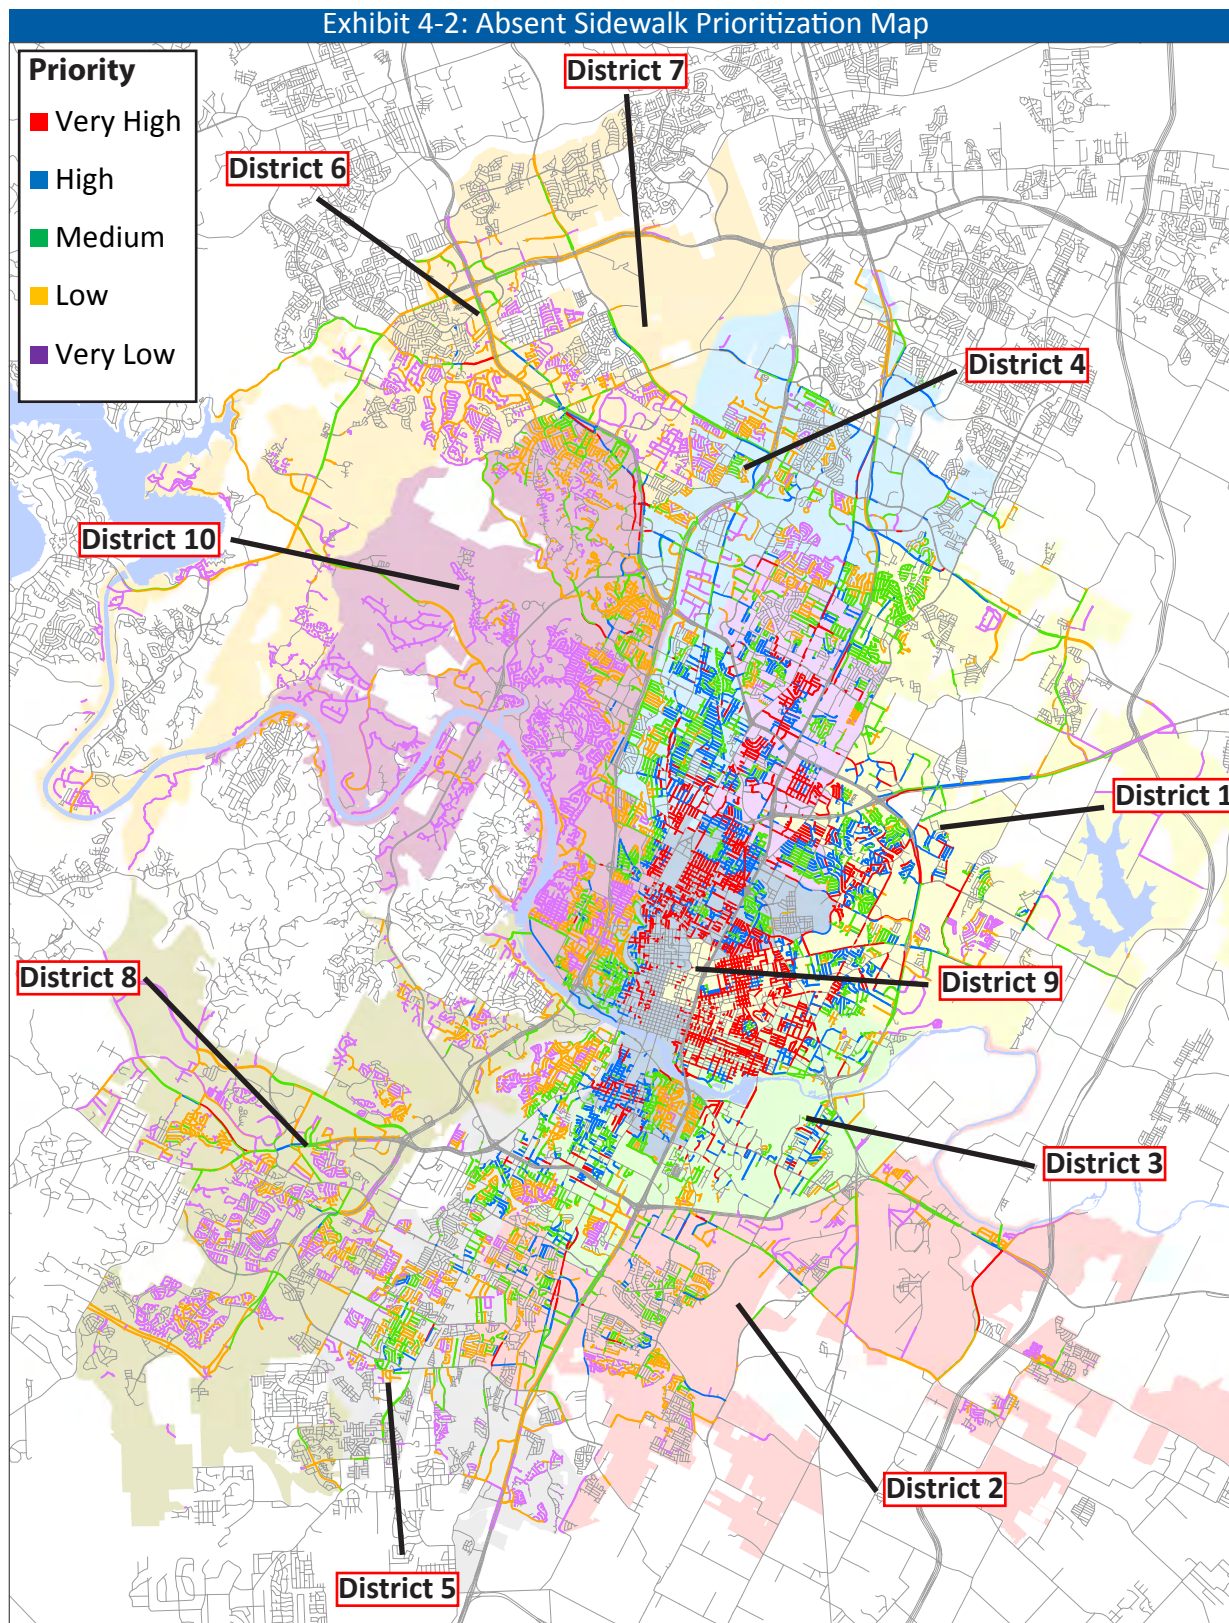 Exhibit 4-2: Absent Sidewalk Prioritization Map
Priority
Very High
High
Medium
Low
Very Low
District 7
District 6
District 4
District 10
District 1
District 8
District 9
District 3
District 2
District 5